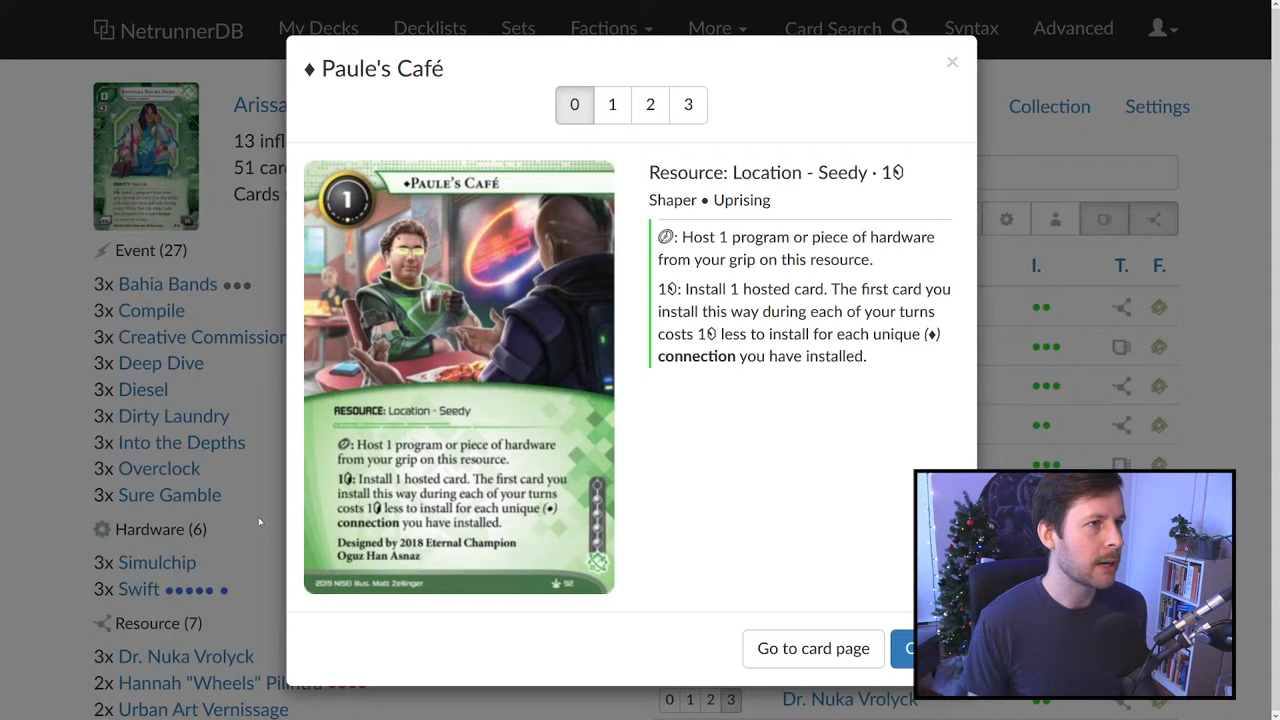 NetrunnerDB
My Decks
Decklists
Sets
Factions
More
Card Search
Syntax
Advanced
♦ Paule's Café
×
0 1 2 3
Arissa
13 infl
51 car
Cards
Collection
Settings
Event (27)
3x Bahia Bands
3x Compile
3x Creative Commission
3x Deep Dive
3x Diesel
3x Dirty Laundry
3x Into the Depths
3x Overclock
3x Sure Gamble
Hardware (6)
3x Simulchip
3x Swift
Resource (7)
3x Dr. Nuka Vrolyck
2x Hannah "Wheels" Pilintra
2x Urban Art Vernissage
1
♦PAULE'S CAFÉ
RESOURCE: Location - Seedy
: Host 1 program or piece of hardware
from your grip on this resource.
1: Install 1 hosted card. The first card you
install this way during each of your turns
costs 1 less to install for each unique (♦)
connection you have installed.
Designed by 2018 Eternal Champion
Oguz Han Asnaz
2019 NISEI Illus. Matt Zeilinger
92
Resource: Location - Seedy · 1
Shaper • Uprising
: Host 1 program or piece of hardware
from your grip on this resource.
1: Install 1 hosted card. The first card you
install this way during each of your turns
costs 1 less to install for each unique (♦)
connection you have installed.
I. T. F.
Go to card page
0 1 2 3
Dr. Nuka Vrolyck